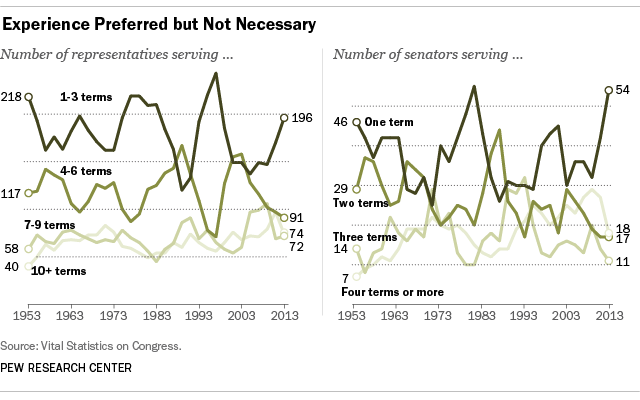 Experience Preferred but Not Necessary
Number of representatives serving ...
218
1-3 terms
196
4-6 terms
117
91
7-9 terms
74
58
72
40
10+ terms
1953 1963 1973 1983 1993 2003 2013
Number of senators serving ...
54
46
One term
29
Two terms
18
Three terms
17
14
11
7
Four terms or more
1953 1963 1973 1983 1993 2003 2013
Source: Vital Statistics on Congress.
PEW RESEARCH CENTER